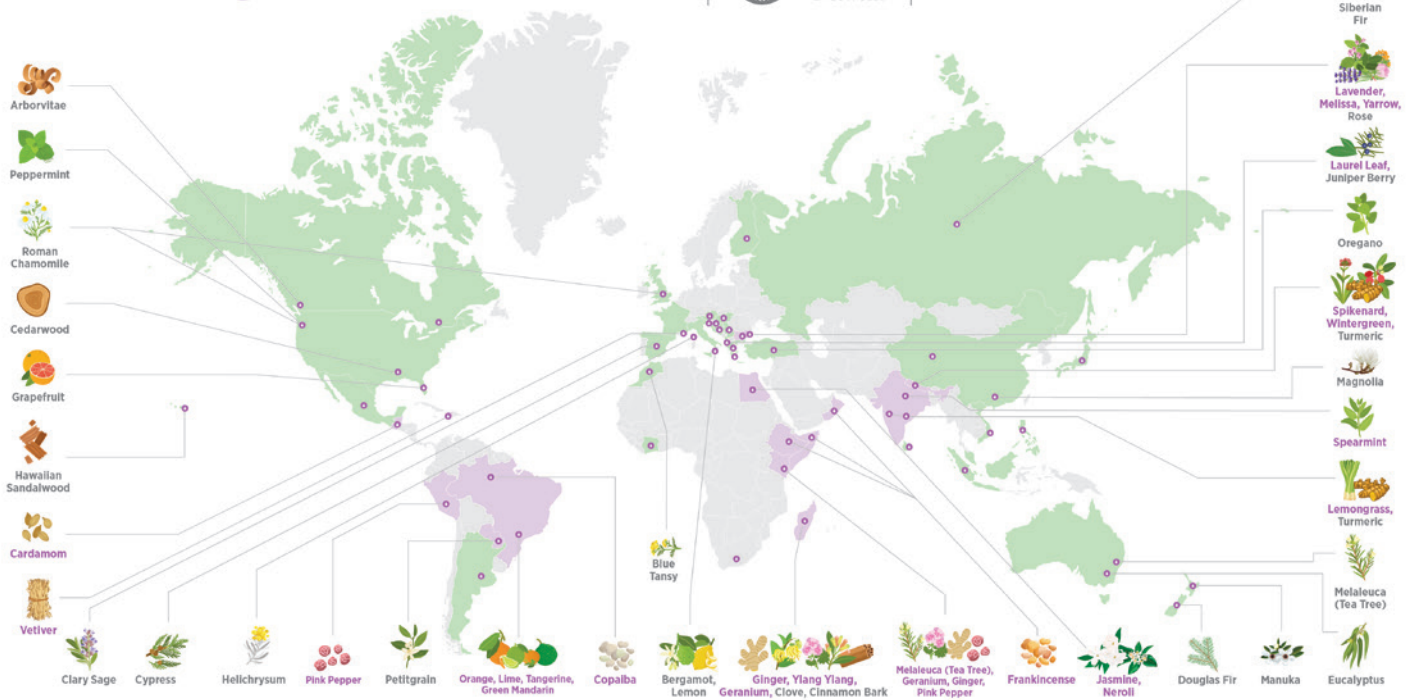 Siberian
Fir
Arborvitae
Peppermint
Roman
Chamomile
Cedarwood
Grapefruit
Hawaiian
Sandalwood
Cardamom
Vetiver
Lavender,
Melissa, Yarrow,
Rose
Laurel Leaf,
Juniper Berry
Oregano
Spikenard,
Wintergreen,
Turmeric
Magnolia
Spearmint
Lemongrass,
Turmeric
Melaleuca
(Tea Tree)
Eucalyptus
Blue
Tansy
Clary Sage
Cypress
Helichrysum
Pink Pepper
Petitgrain
Orange, Lime, Tangerine,
Green Mandarin
Copaiba
Bergamot,
Lemon
Ginger, Ylang Ylang,
Geranium, Clove, Cinnamon Bark
Melaleuca (Tea Tree),
Geranium, Ginger,
Pink Pepper
Frankincense
Jasmine,
Neroli
Douglas Fir
Manuka